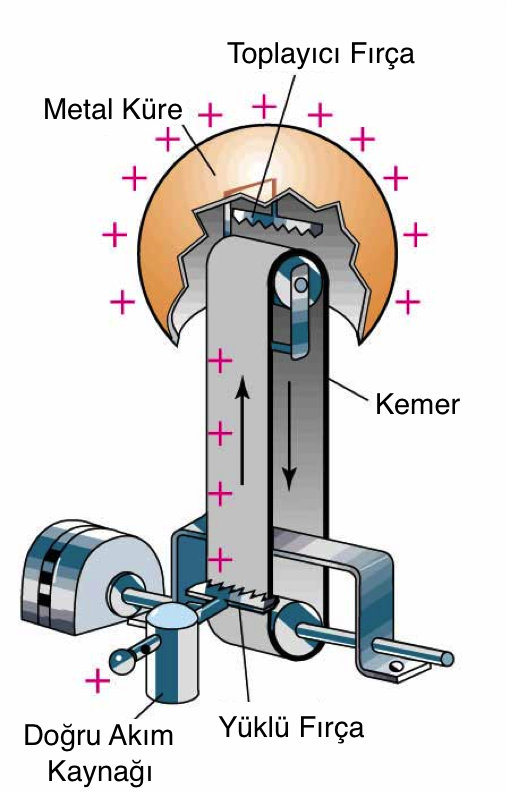 Toplayıcı Fırça
Metal Küre
Kemer
Yüklü Fırça
Doğru Akım
Kaynağı